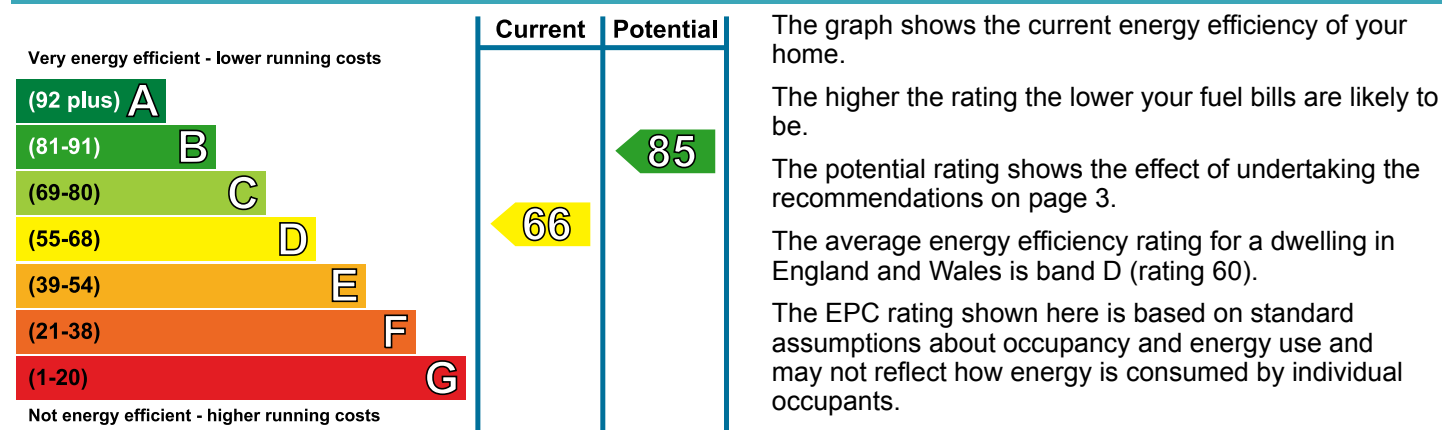 Current Potential
Very energy efficient - lower running costs
(92 plus) A
(81-91) B
(69-80) C
(55-68) D
(39-54) E
(21-38) F
(1-20) G
Not energy efficient - higher running costs
66
85
The graph shows the current energy efficiency of your
home.
The higher the rating the lower your fuel bills are likely to
be.
The potential rating shows the effect of undertaking the
recommendations on page 3.
The average energy efficiency rating for a dwelling in
England and Wales is band D (rating 60).
The EPC rating shown here is based on standard
assumptions about occupancy and energy use and
may not reflect how energy is consumed by individual
occupants.